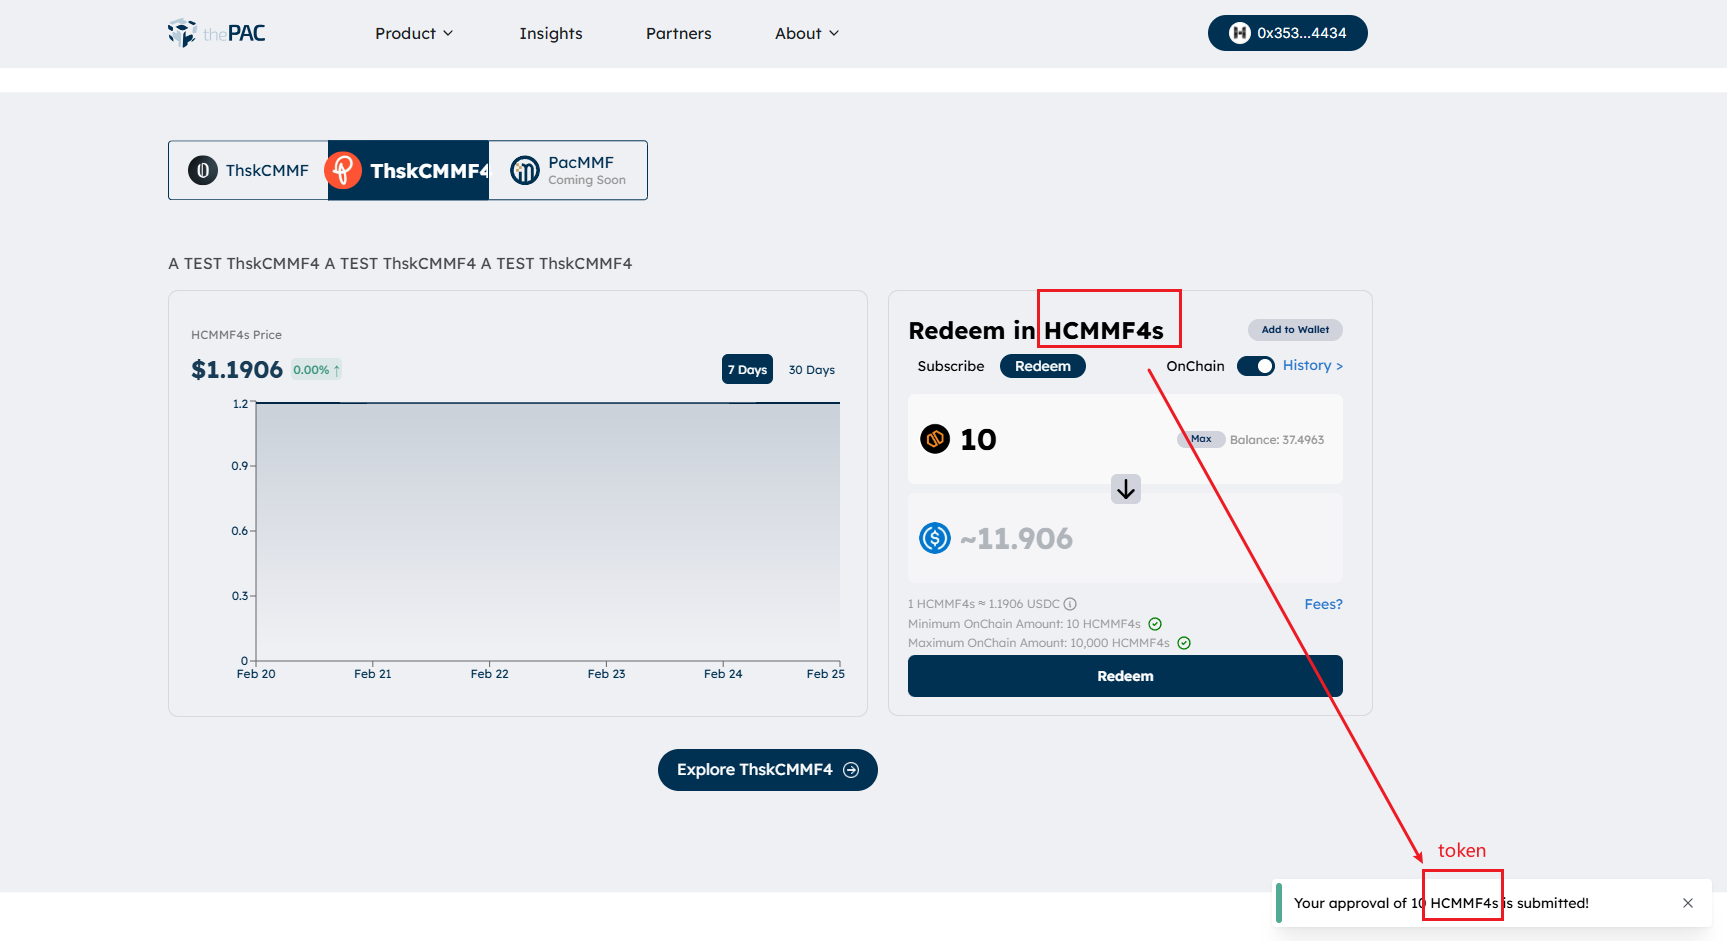 thePAC
Product
Insights
Partners
About
0x353...4434
ThskCMMF
ThskCMMF4
PacMMF
Coming Soon
A TEST ThskCMMF4 A TEST ThskCMMF4 A TEST ThskCMMF4
HCMMF4s Price
$1.1906 0.00% ↑
7 Days
30 Days
1.2
0.9
0.6
0.3
0
Feb 20
Feb 21
Feb 22
Feb 23
Feb 24
Feb 25
Redeem in HCMMF4s
Add to Wallet
Subscribe
Redeem
OnChain
History >
10
Max
Balance: 37.4963
~11.906
1 HCMMF4s ≈ 1.1906 USDC
Fees?
Minimum OnChain Amount: 10 HCMMF4s
Maximum OnChain Amount: 10,000 HCMMF4s
Redeem
Explore ThskCMMF4
token
Your approval of 10 HCMMF4s is submitted!